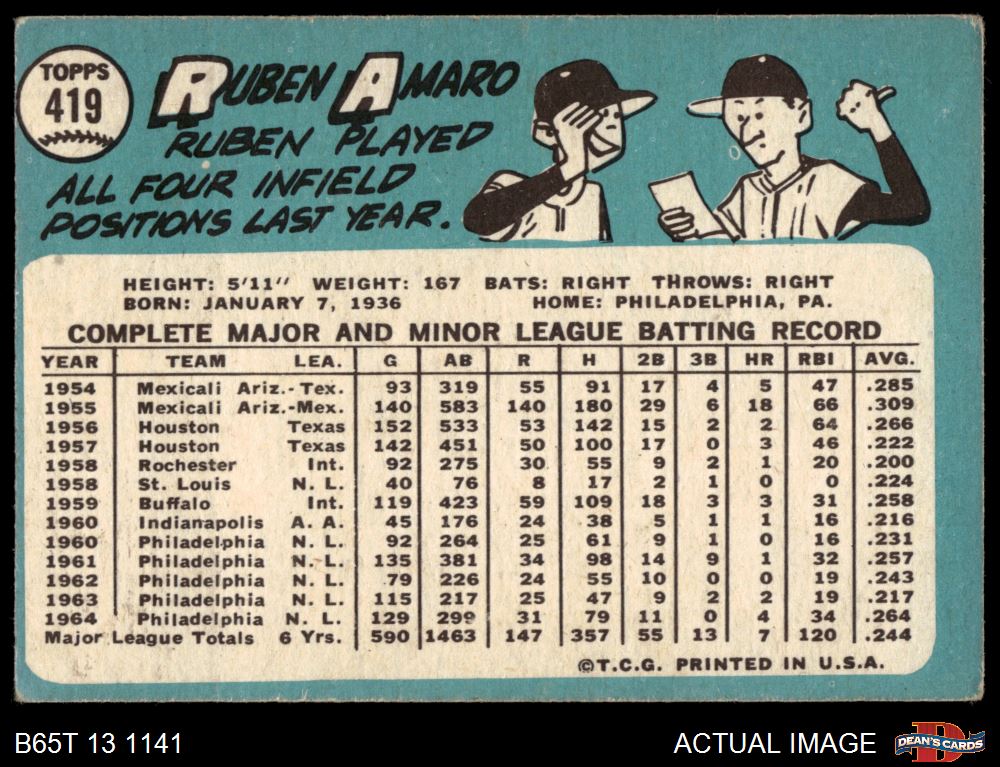 TOPPS
419
RUBEN AMARO
RUBEN PLAYED
ALL FOUR INFIELD
POSITIONS LAST YEAR.
HEIGHT: 5'11" WEIGHT: 167 BATS: RIGHT THROWS: RIGHT
BORN: JANUARY 7, 1936 HOME: PHILADELPHIA, PA.
COMPLETE MAJOR AND MINOR LEAGUE BATTING RECORD
YEAR TEAM LEA. G AB R H 2B 3B HR RBI AVG.
1954 Mexicali Ariz.-Tex. 93 319 55 91 17 4 5 47 .285
1955 Mexicali Ariz.-Mex. 140 583 140 180 29 6 18 66 .309
1956 Houston Texas 152 533 53 142 15 2 2 64 .266
1957 Houston Texas 142 451 50 100 17 0 3 46 .222
1958 Rochester Int. 92 275 30 55 9 2 1 20 .200
1958 St. Louis N. L. 40 76 8 17 2 1 0 0 .224
1959 Buffalo Int. 119 423 59 109 18 3 3 31 .258
1960 Indianapolis A. A. 45 176 24 38 5 1 1 16 .216
1960 Philadelphia N. L. 92 264 25 61 9 1 0 16 .231
1961 Philadelphia N. L. 135 381 34 98 14 9 1 32 .257
1962 Philadelphia N. L. 79 226 24 55 10 0 0 19 .243
1963 Philadelphia N. L. 115 217 25 47 9 2 2 19 .217
1964 Philadelphia N. L. 129 299 31 79 11 0 4 34 .264
Major League Totals 6 Yrs. 590 1463 147 357 55 13 7 120 .244
©T.C.G. PRINTED IN U.S.A.
B65T 13 1141 ACTUAL IMAGE
DEAN'S CARDS